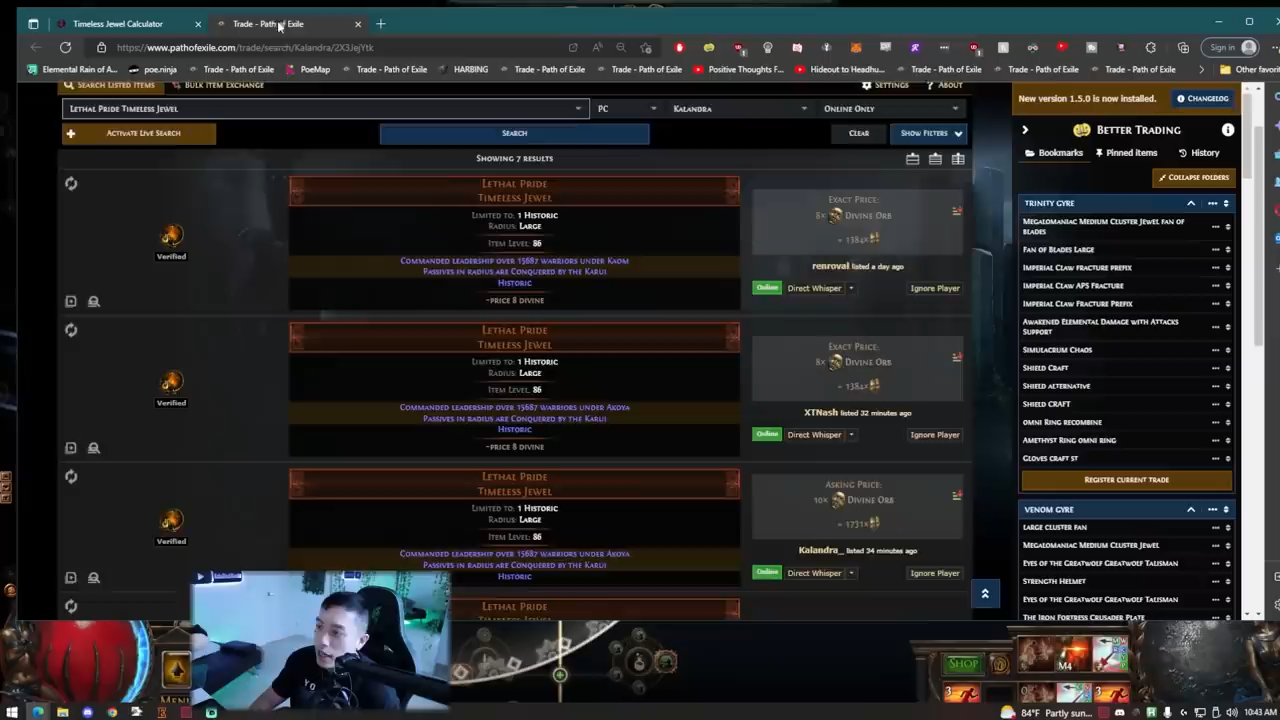 Timeless Jewel Calculator
Trade - Path of Exile
https://www.pathofexile.com/trade/search/Kalandra/2X3JejYtk
Sign in
Elemental Rain of A...
poe.ninja
Trade - Path of Exile
PoeMap
Trade - Path of Exile
HARBING
Trade - Path of Exile
Trade - Path of Exile
Positive Thoughts F...
Hideout to Headhu...
Trade - Path of Exile
Trade - Path of Exile
Trade - Path of Exile
Other favori
Search Listed Items
Bulk Item Exchange
Settings
About
Lethal Pride Timeless Jewel
PC
Kalandra
Online Only
Activate Live Search
Search
Clear
Show Filters
Showing 7 results
Lethal Pride
Timeless Jewel
Limited to: 1 Historic
Radius: Large
Item Level: 86
Commanded leadership over 15687 warriors under Kaom
Passives in radius are Conquered by the Karui
Historic
~price 8 divine
Verified
Exact Price:
8× Divine Orb
= 1384×
renroval listed a day ago
Online
Direct Whisper
Ignore Player
Lethal Pride
Timeless Jewel
Limited to: 1 Historic
Radius: Large
Item Level: 86
Commanded leadership over 15687 warriors under Akoya
Passives in radius are Conquered by the Karui
Historic
~price 8 divine
Verified
Exact Price:
8× Divine Orb
= 1384×
XTNash listed 32 minutes ago
Online
Direct Whisper
Ignore Player
Lethal Pride
Timeless Jewel
Limited to: 1 Historic
Radius: Large
Item Level: 86
Commanded leadership over 15687 warriors under Akoya
Passives in radius are Conquered by the Karui
Historic
Verified
Asking Price:
10× Divine Orb
= 1731×
Kalandra_ listed 34 minutes ago
Online
Direct Whisper
Ignore Player
Lethal Pride
New version 1.5.0 is now installed.
Changelog
Better Trading
Bookmarks
Pinned items
History
Collapse folders
Trinity Gyre
Megalomaniac Medium Cluster Jewel fan of
blades
Fan of Blades Large
Imperial Claw fracture prefix
Imperial Claw APS Fracture
Imperial Claw Fracture Prefix
Awakened Elemental Damage with Attacks
Support
Simulacrum Chaos
Shield Craft
Shield alternative
SHIELD CRAFT
omni Ring recombine
Amethyst Ring omni ring
Gloves craft st
Register current trade
Venom Gyre
Large cluster fan
Megalomaniac Medium Cluster Jewel
Eyes of the Greatwolf Greatwolf Talisman
Strength Helmet
Eyes of the Greatwolf Greatwolf Talisman
The Iron Fortress Crusader Plate
Menu
Shop
M4
3
0
3
84°F Partly sun...
10:43 AM